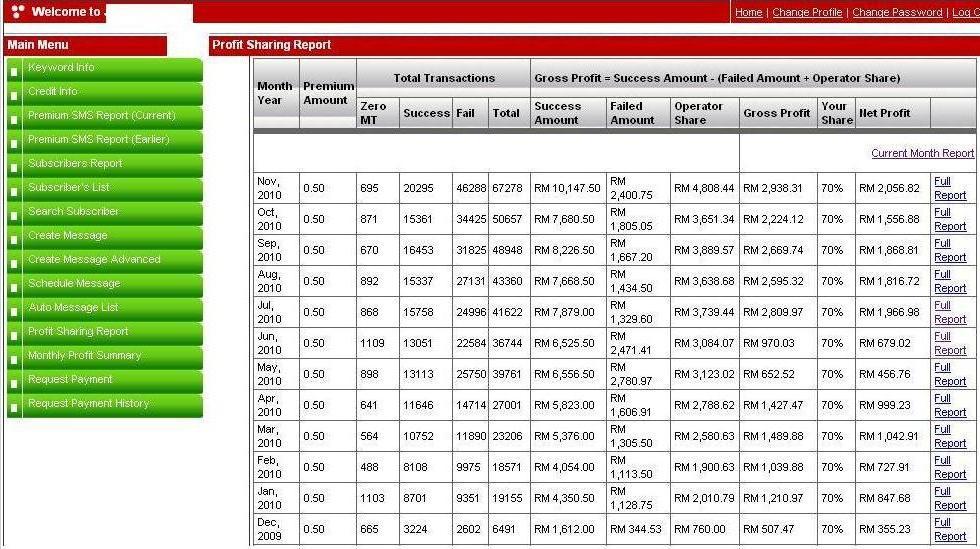 Welcome to .
Home | Change Profile | Change Password | Log O
Main Menu
Profit Sharing Report
Keyword Info
Credit Info
Premium SMS Report (Current)
Premium SMS Report (Earlier)
Subscribers Report
Subscriber's List
Search Subscriber
Create Message
Create Message Advanced
Schedule Message
Auto Message List
Profit Sharing Report
Monthly Profit Summary
Request Payment
Request Payment History
Month Year Premium Amount Total Transactions Gross Profit = Success Amount - (Failed Amount + Operator Share)
Zero MT Success Fail Total Success Amount Failed Amount Operator Share Gross Profit Your Share Net Profit
Current Month Report
Nov, 2010 0.50 695 20295 46288 67278 RM 10,147.50 RM 2,400.75 RM 4,808.44 RM 2,938.31 70% RM 2,056.82 Full Report
Oct, 2010 0.50 871 15361 34425 50657 RM 7,680.50 RM 1,805.05 RM 3,651.34 RM 2,224.12 70% RM 1,556.88 Full Report
Sep, 2010 0.50 670 16453 31825 48948 RM 8,226.50 RM 1,667.20 RM 3,889.57 RM 2,669.74 70% RM 1,868.81 Full Report
Aug, 2010 0.50 892 15337 27131 43360 RM 7,668.50 RM 1,434.50 RM 3,638.68 RM 2,595.32 70% RM 1,816.72 Full Report
Jul, 2010 0.50 868 15758 24996 41622 RM 7,879.00 RM 1,329.60 RM 3,739.44 RM 2,809.97 70% RM 1,966.98 Full Report
Jun, 2010 0.50 1109 13051 22584 36744 RM 6,525.50 RM 2,471.41 RM 3,084.07 RM 970.03 70% RM 679.02 Full Report
May, 2010 0.50 898 13113 25750 39761 RM 6,556.50 RM 2,780.97 RM 3,123.02 RM 652.52 70% RM 456.76 Full Report
Apr, 2010 0.50 641 11646 14714 27001 RM 5,823.00 RM 1,606.91 RM 2,788.62 RM 1,427.47 70% RM 999.23 Full Report
Mar, 2010 0.50 564 10752 11890 23206 RM 5,376.00 RM 1,305.50 RM 2,580.63 RM 1,489.88 70% RM 1,042.91 Full Report
Feb, 2010 0.50 488 8108 9975 18571 RM 4,054.00 RM 1,113.50 RM 1,900.63 RM 1,039.88 70% RM 727.91 Full Report
Jan, 2010 0.50 1103 8701 9351 19155 RM 4,350.50 RM 1,128.75 RM 2,010.79 RM 1,210.97 70% RM 847.68 Full Report
Dec, 2009 0.50 665 3224 2602 6491 RM 1,612.00 RM 344.53 RM 760.00 RM 507.47 70% RM 355.23 Full Report